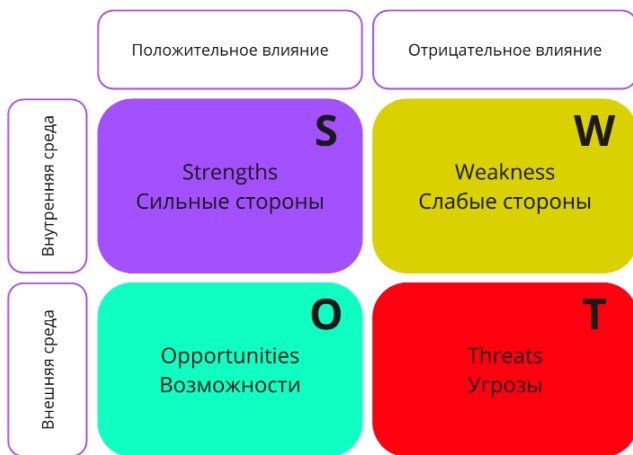 Положительное влияние
Отрицательное влияние
Внутренняя среда
S
Strengths
Сильные стороны
W
Weakness
Слабые стороны
Внешняя среда
O
Opportunities
Возможности
T
Threats
Угрозы